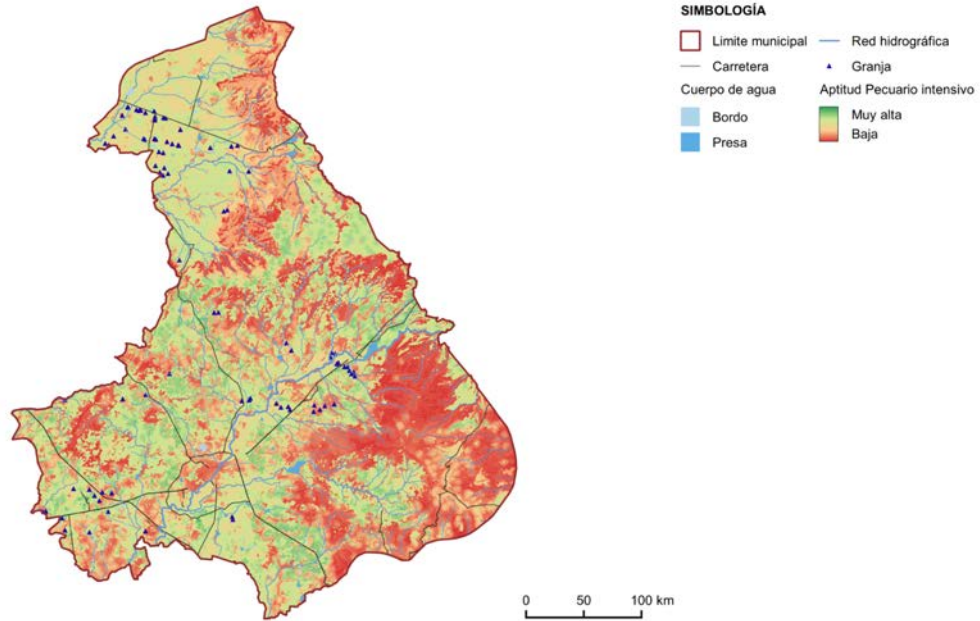 SIMBOLOGÍA
Limite municipal
Red hidrográfica
Carretera
Granja
Cuerpo de agua
Aptitud Pecuario intensivo
Bordo
Muy alta
Presa
Baja
0 50 100 km